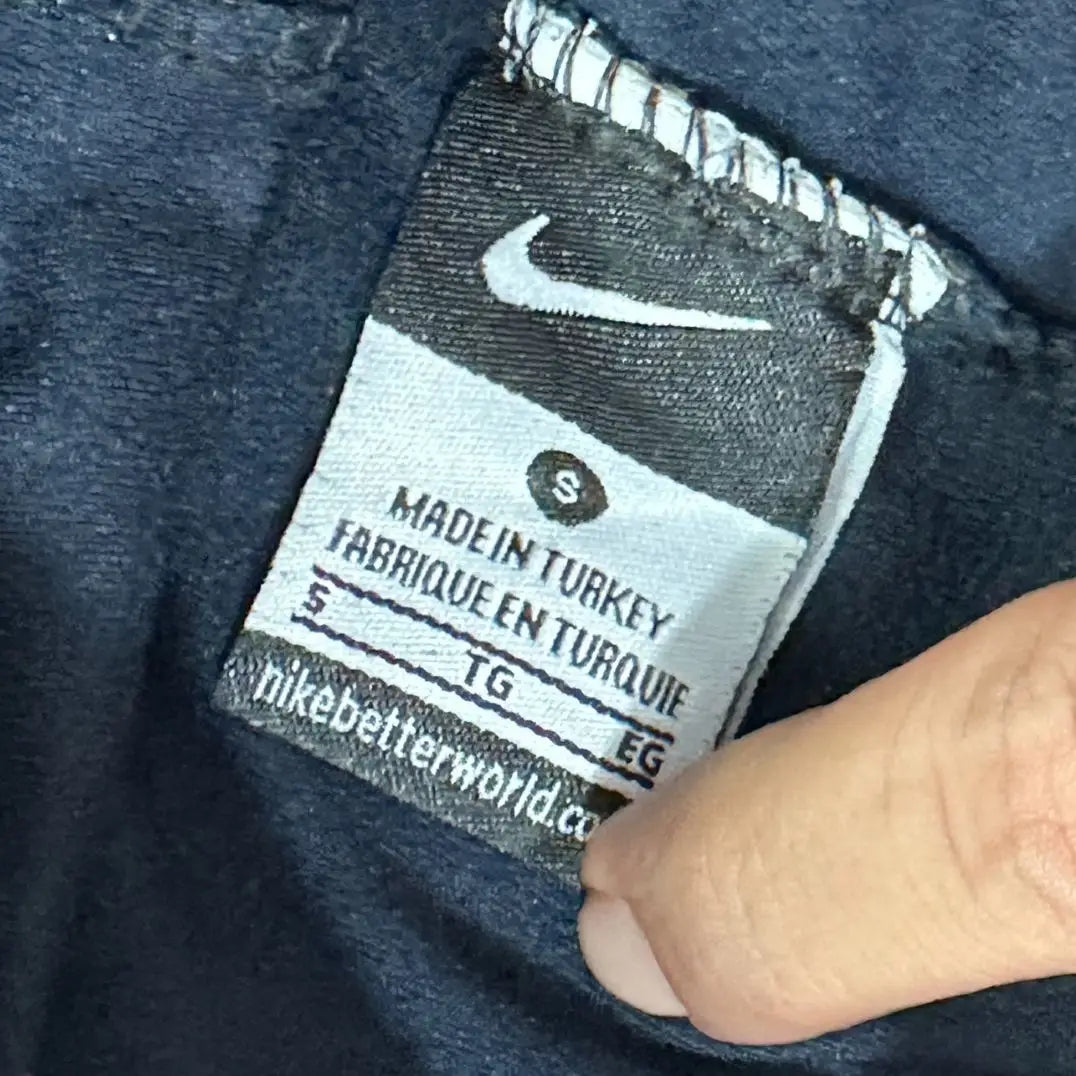 S
MADE IN TURKEY
FABRIQUE EN TURQUIE
S TG EG
nikebetterworld.co